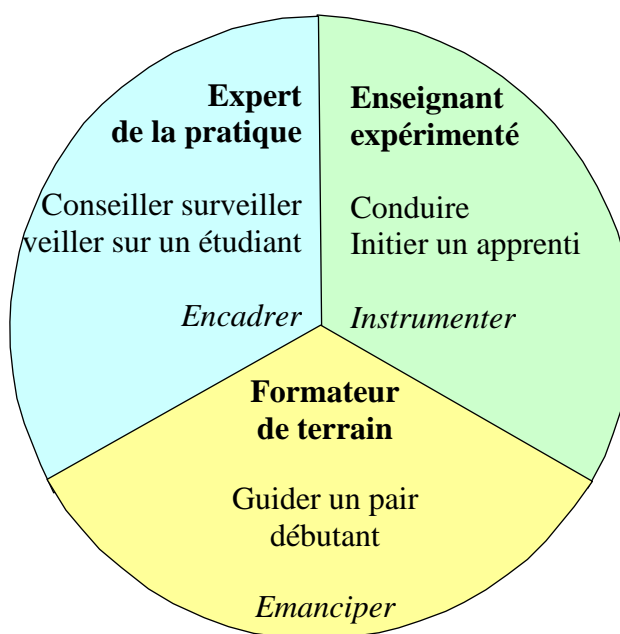 Expert
de la pratique
Conseiller surveiller
veiller sur un étudiant
Encadrer
Enseignant
expérimenté
Conduire
Initier un apprenti
Instrumenter
Formateur
de terrain
Guider un pair
débutant
Emanciper